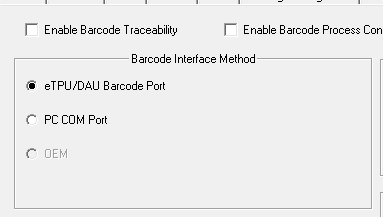 Enable Barcode Traceability
Enable Barcode Process Con
Barcode Interface Method
eTPU/DAU Barcode Port
PC COM Port
OEM